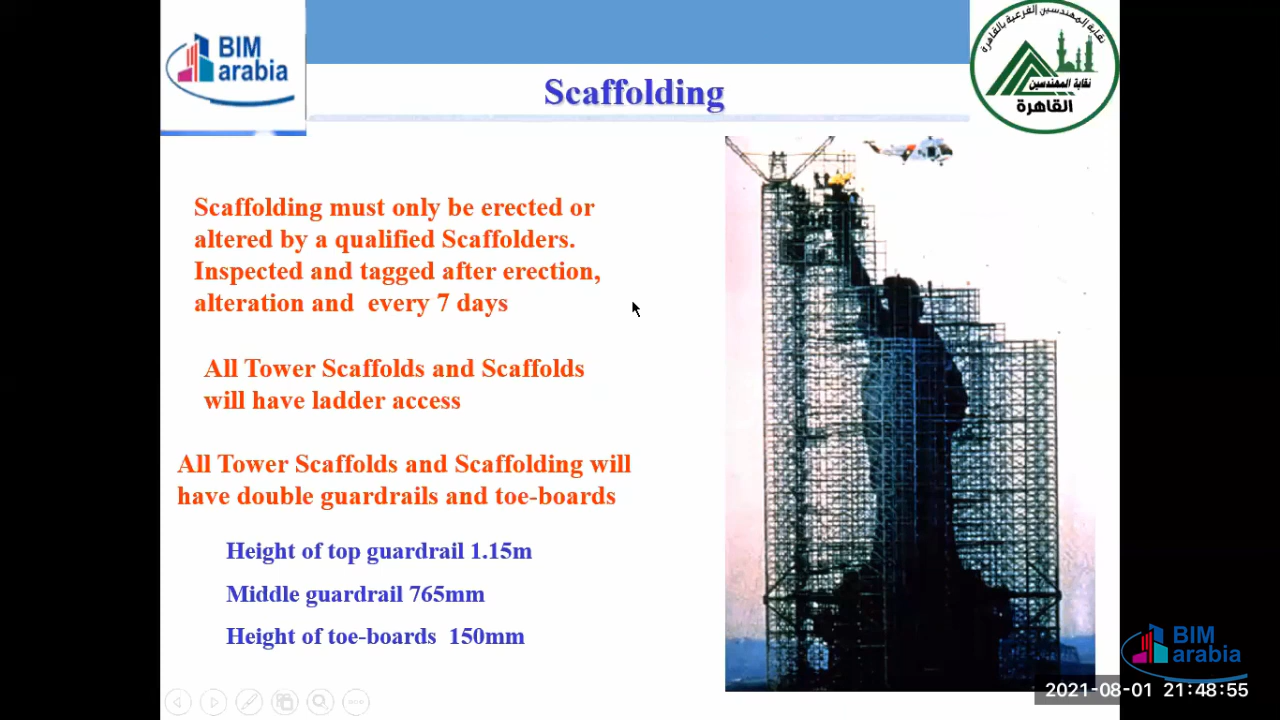 BIM
arabia
نقابة المهندسين الفرعية بالقاهرة
نقابة المهندسين
القاهرة
Scaffolding
Scaffolding must only be erected or
altered by a qualified Scaffolders.
Inspected and tagged after erection,
alteration and every 7 days
All Tower Scaffolds and Scaffolds
will have ladder access
All Tower Scaffolds and Scaffolding will
have double guardrails and toe-boards
Height of top guardrail 1.15m
Middle guardrail 765mm
Height of toe-boards 150mm
BIM
arabia
2021-08-01 21:48:55